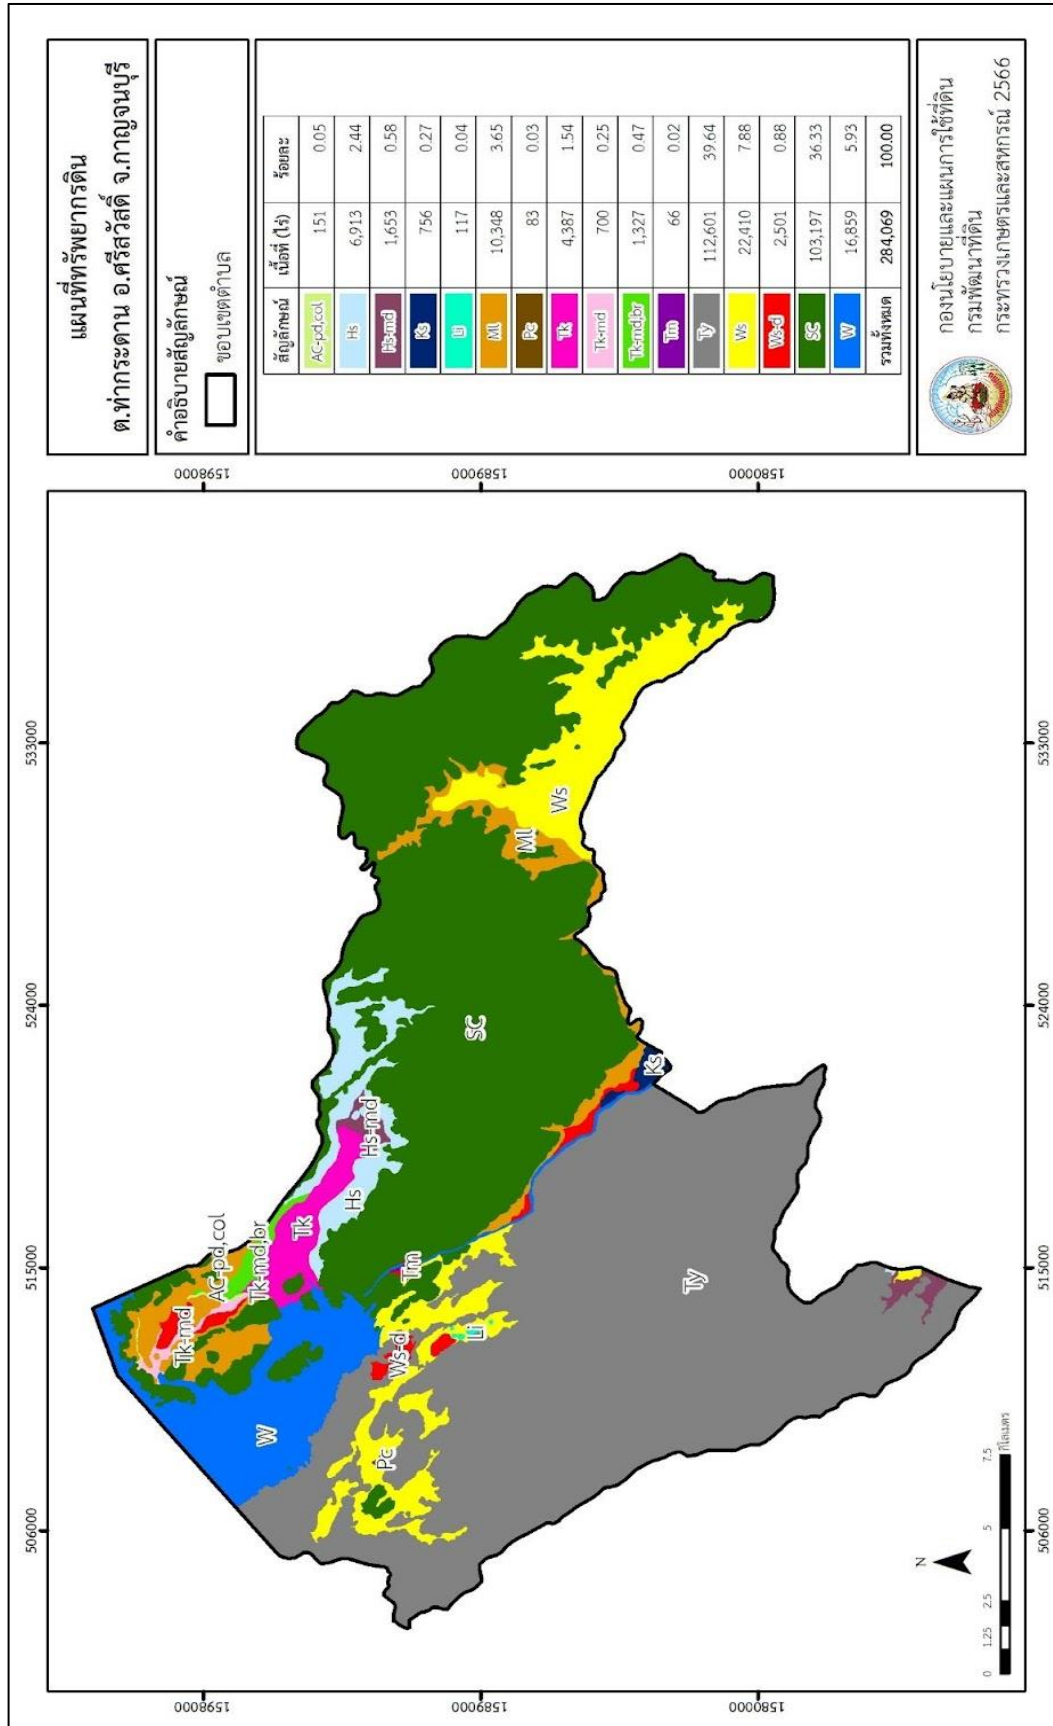 แผนที่ทรัพยากรดิน
ต.ท่ากระดาน อ.ศรีสวัสดิ์ จ.กาญจนบุรี
คำอธิบายสัญลักษณ์
ขอบเขตตำบล
สัญลักษณ์ เนื้อที่ (ไร่) ร้อยละ
AC-pd,col 151 0.05
Hs 6,913 2.44
Hs-md 1,653 0.58
Ks 756 0.27
Li 117 0.04
Ml 10,348 3.65
Pc 83 0.03
Tk 4,387 1.54
Tk-md 700 0.25
Tk-md,br 1,327 0.47
Tm 66 0.02
Ty 112,601 39.64
Ws 22,410 7.88
Ws-d 2,501 0.88
SC 103,197 36.33
W 16,859 5.93
รวมทั้งหมด 284,069 100.00
กองนโยบายและแผนการใช้ที่ดิน
กรมพัฒนาที่ดิน
กระทรวงเกษตรและสหกรณ์ 2566
506000 515000 524000 533000
1598000
1589000
1580000
AC-pd,col
Tk-md
Tk-md,br
Tk
W
Hs-md
Hs
Tm
Ws-d
Li
Pc
SC
Ml
Ws
Ks
Ty
N
0 1.25 2.5 5 7.5
กิโลเมตร
506000 515000 524000 533000
1598000
1589000
1580000